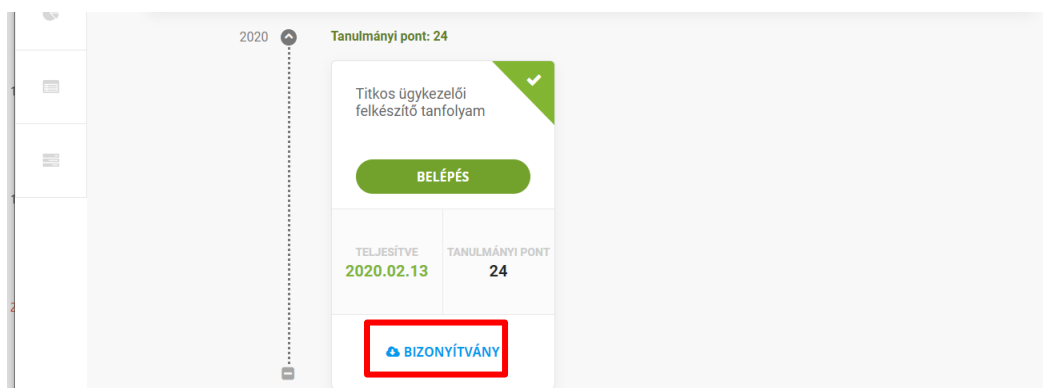 2020
Tanulmányi pont: 24
Titkos ügykezelői
felkészítő tanfolyam
BELÉPÉS
TELJESÍTVE
2020.02.13
TANULMÁNYI PONT
24
BIZONYÍTVÁNY